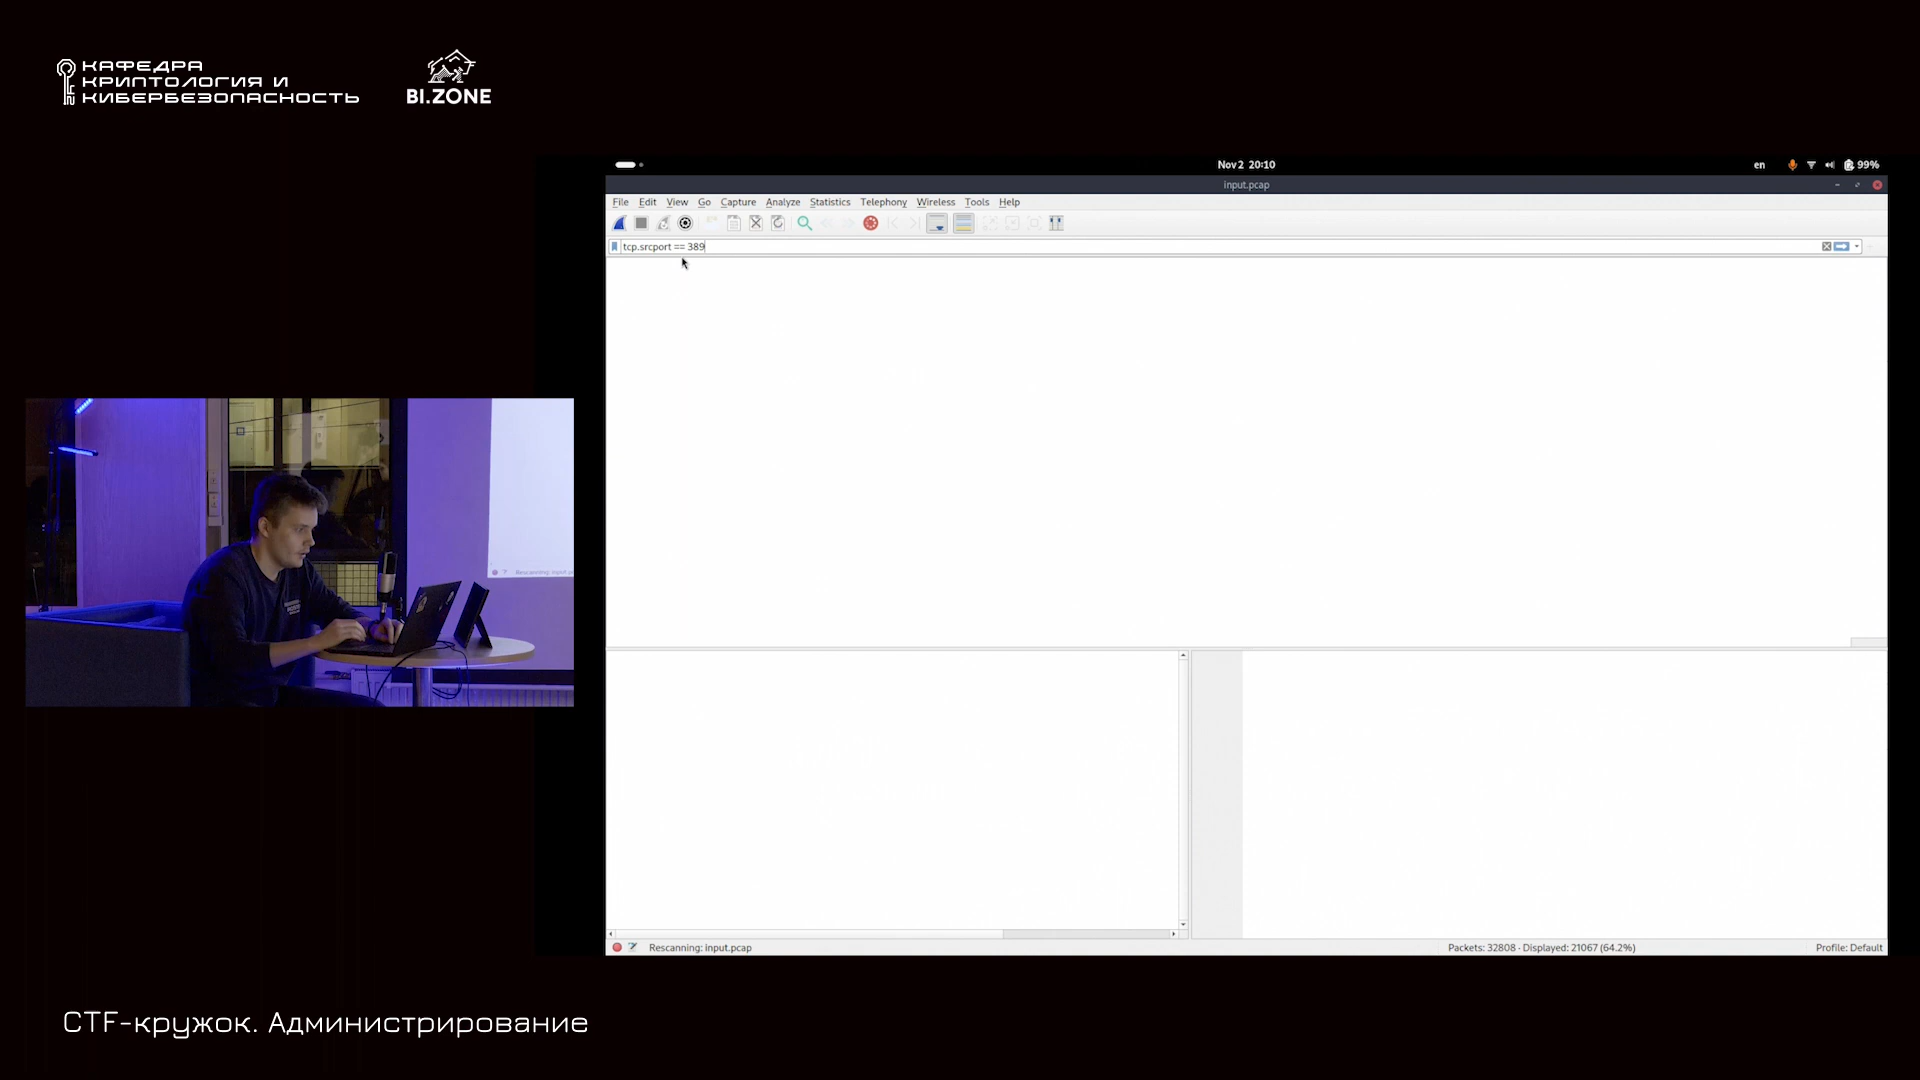 КАФЕДРА
КРИПТОЛОГИЯ И
КИБЕРБЕЗОПАСНОСТЬ
BI.ZONE
Nov 2 20:10
en
99%
input.pcap
File Edit View Go Capture Analyze Statistics Telephony Wireless Tools Help
tcp.srcport == 389
Rescanning: input.pcap
Packets: 32808 · Displayed: 21067 (64.2%)
Profile: Default
CTF-кружок. Администрирование